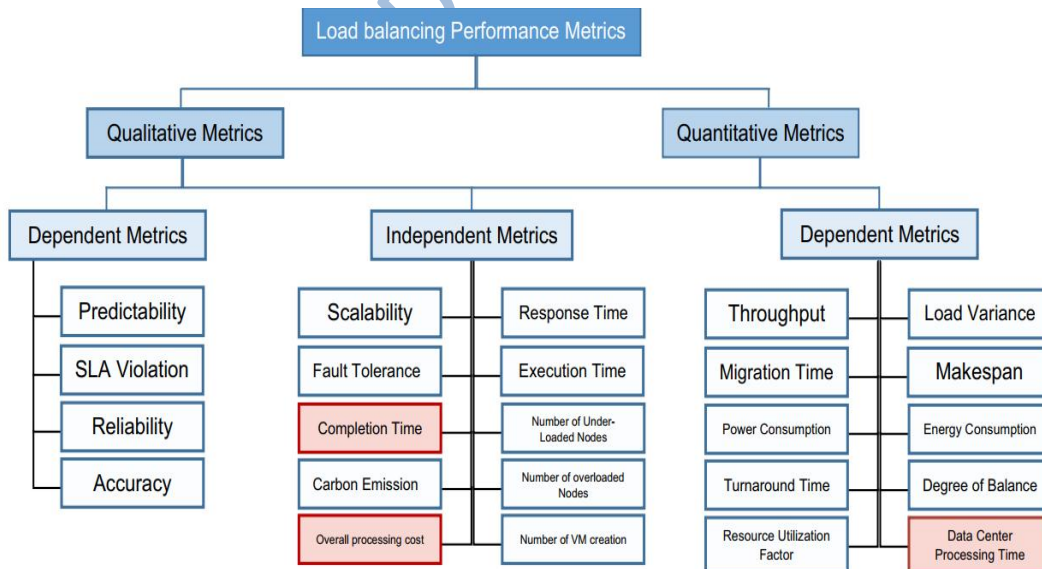 Load balancing Performance Metrics
Qualitative Metrics
Quantitative Metrics
Dependent Metrics
Independent Metrics
Dependent Metrics
Predictability
SLA Violation
Reliability
Accuracy
Scalability
Response Time
Fault Tolerance
Execution Time
Completion Time
Number of Under-
Loaded Nodes
Carbon Emission
Number of overloaded
Nodes
Overall processing cost
Number of VM creation
Throughput
Load Variance
Migration Time
Makespan
Power Consumption
Energy Consumption
Turnaround Time
Degree of Balance
Resource Utilization
Factor
Data Center
Processing Time